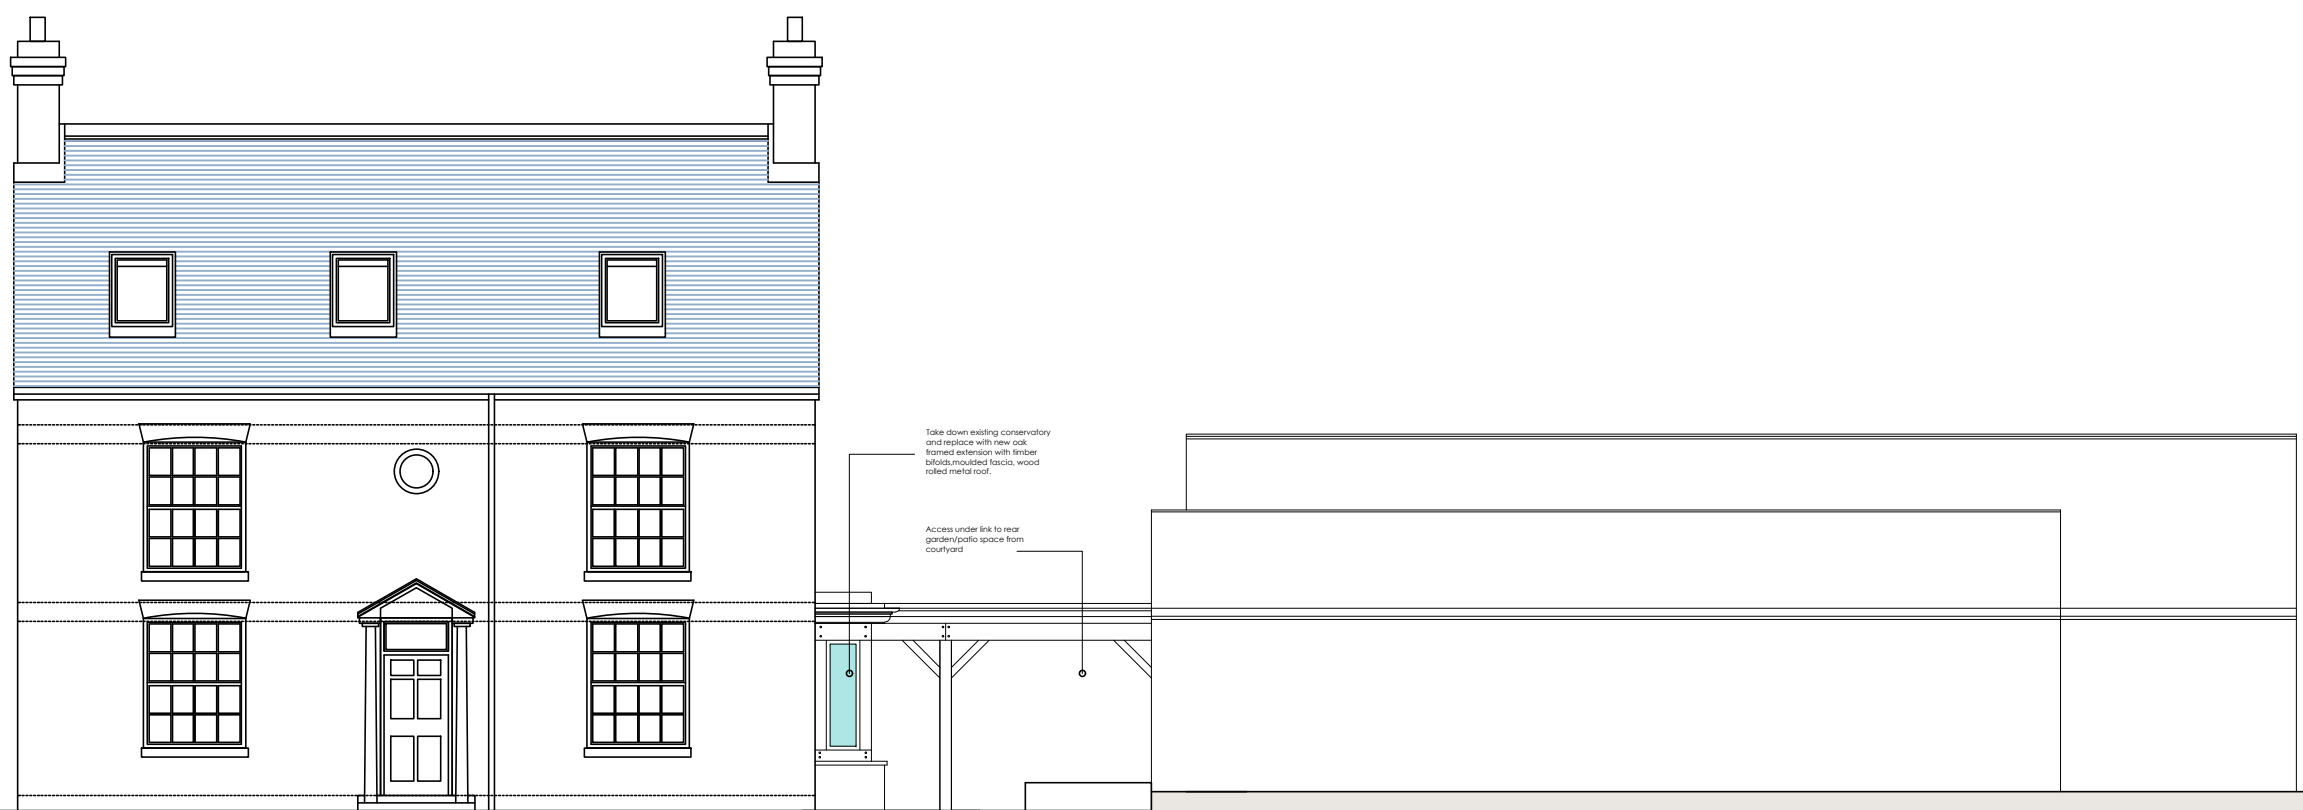 Take down existing conservatory
and replace with new oak
framed extension with timber
bifolds,moulded fascia, wood
rolled metal roof.
Access under link to rear
garden/patio space from
courtyard